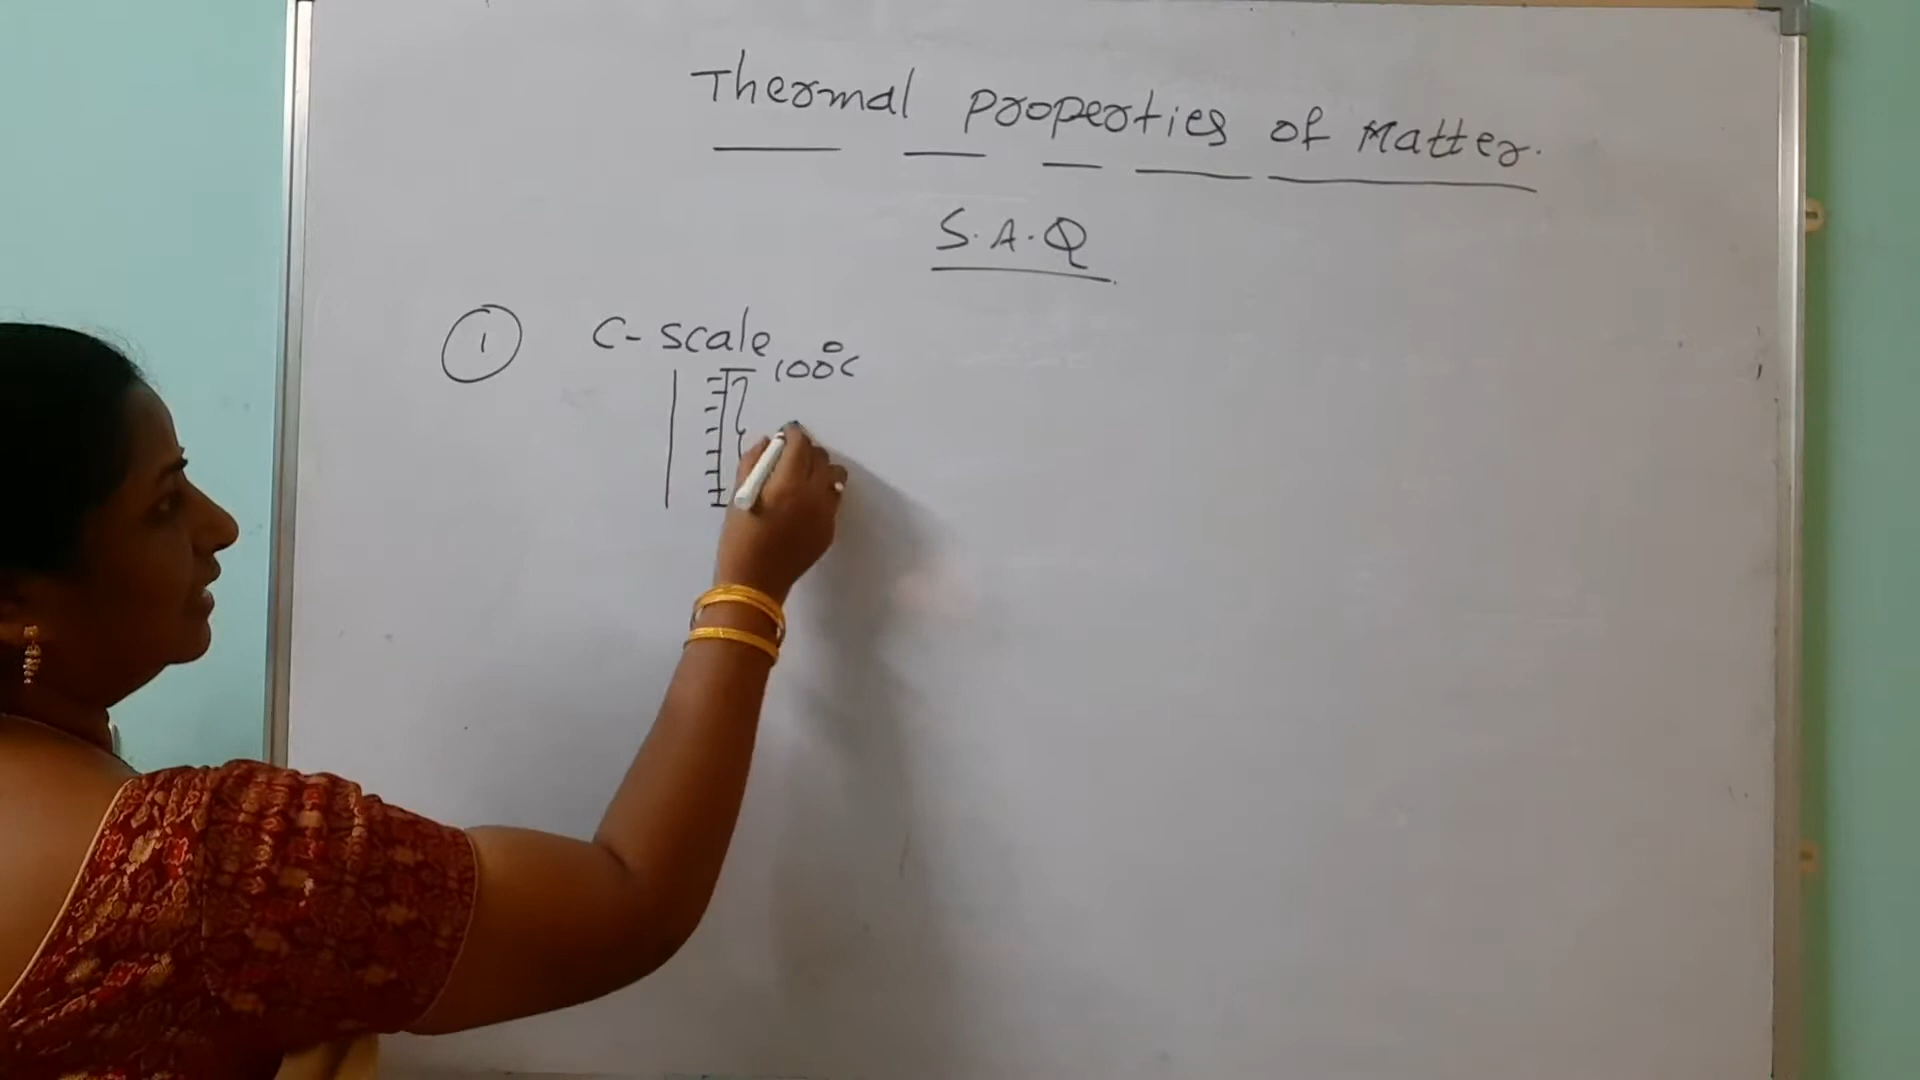 Thermal properties of Matter.
S.A.Q
1 C-scale
100°C